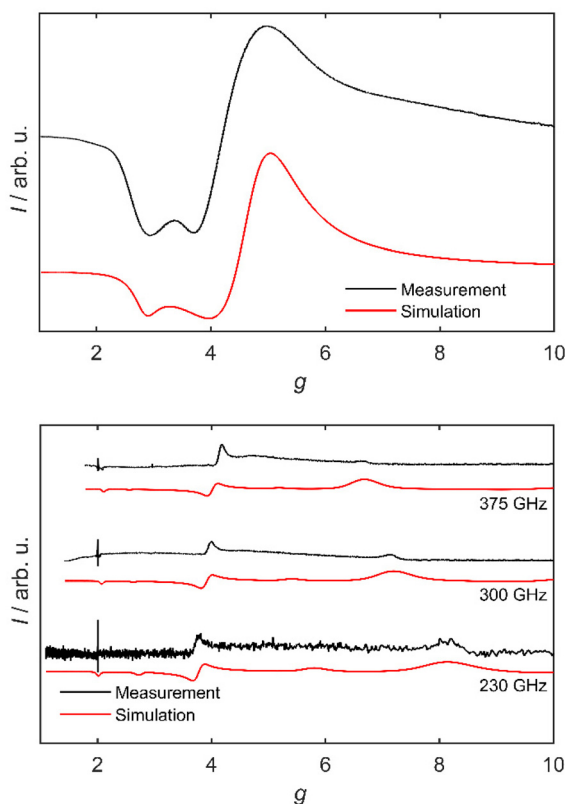 I / arb. u.
Measurement
Simulation
2 4 6 8 10
g
I / arb. u.
375 GHz
300 GHz
230 GHz
Measurement
Simulation
2 4 6 8 10
g